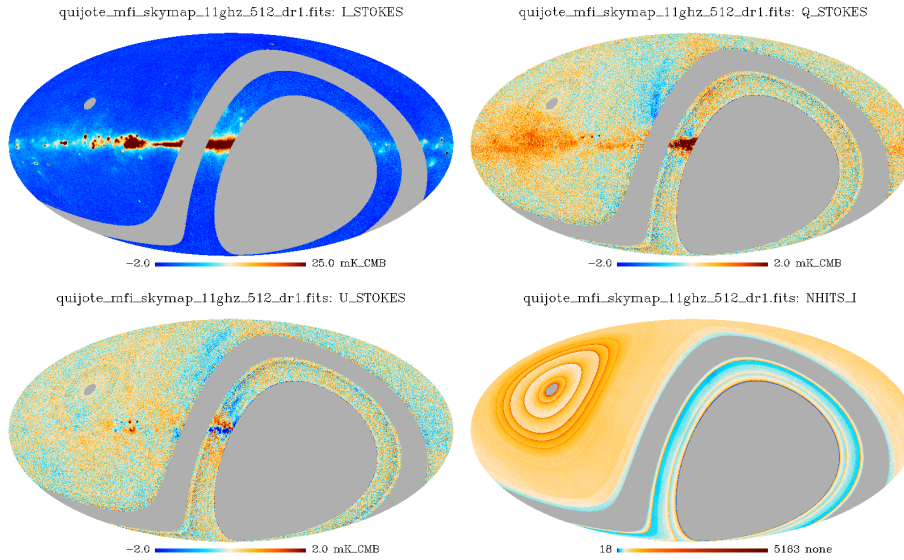 quijote_mfi_skymap_11ghz_512_dr1.fits: I_STOKES
quijote_mfi_skymap_11ghz_512_dr1.fits: Q_STOKES
-2.0 25.0 mK_CMB
-2.0 2.0 mK_CMB
quijote_mfi_skymap_11ghz_512_dr1.fits: U_STOKES
quijote_mfi_skymap_11ghz_512_dr1.fits: NHITS_I
-2.0 2.0 mK_CMB
18 5163 none